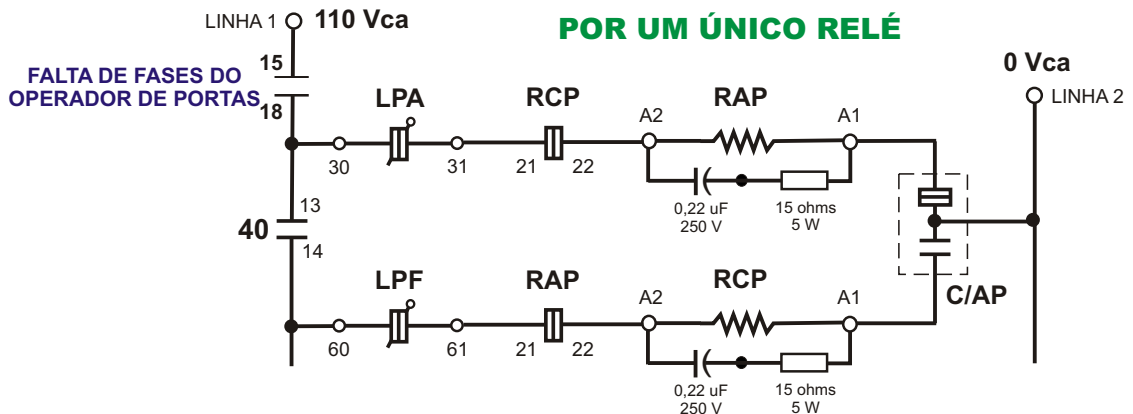 POR UM ÚNICO RELÉ
LINHA 1
110 Vca
0 Vca
LINHA 2
FALTA DE FASES DO
OPERADOR DE PORTAS
15
18
LPA
RCP
RAP
A2
A1
30
31
21
22
0,22 uF
250 V
15 ohms
5 W
40
13
14
C/AP
LPF
RAP
RCP
A2
A1
60
61
21
22
0,22 uF
250 V
15 ohms
5 W